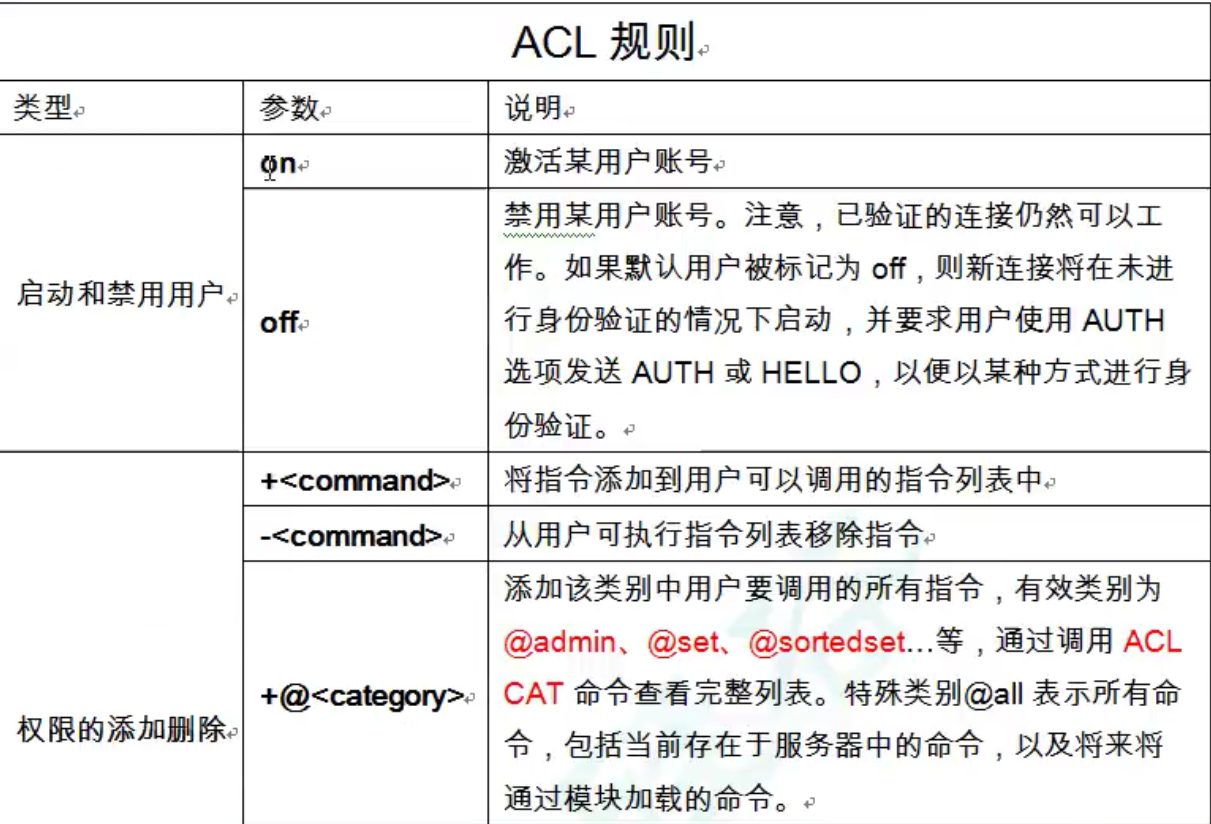 ACL 规则
类型
参数
说明
启动和禁用用户
on
激活某用户账号
off
禁用某用户账号。注意，已验证的连接仍然可以工
作。如果默认用户被标记为 off，则新连接将在未进
行身份验证的情况下启动，并要求用户使用 AUTH
选项发送 AUTH 或 HELLO，以便以某种方式进行身
份验证。
权限的添加删除
+<command>
将指令添加到用户可以调用的指令列表中
-<command>
从用户可执行指令列表移除指令
+@<category>
添加该类别中用户要调用的所有指令，有效类别为
@admin、@set、@sortedset…等，通过调用 ACL
CAT 命令查看完整列表。特殊类别@all 表示所有命
令，包括当前存在于服务器中的命令，以及将来将
通过模块加载的命令。